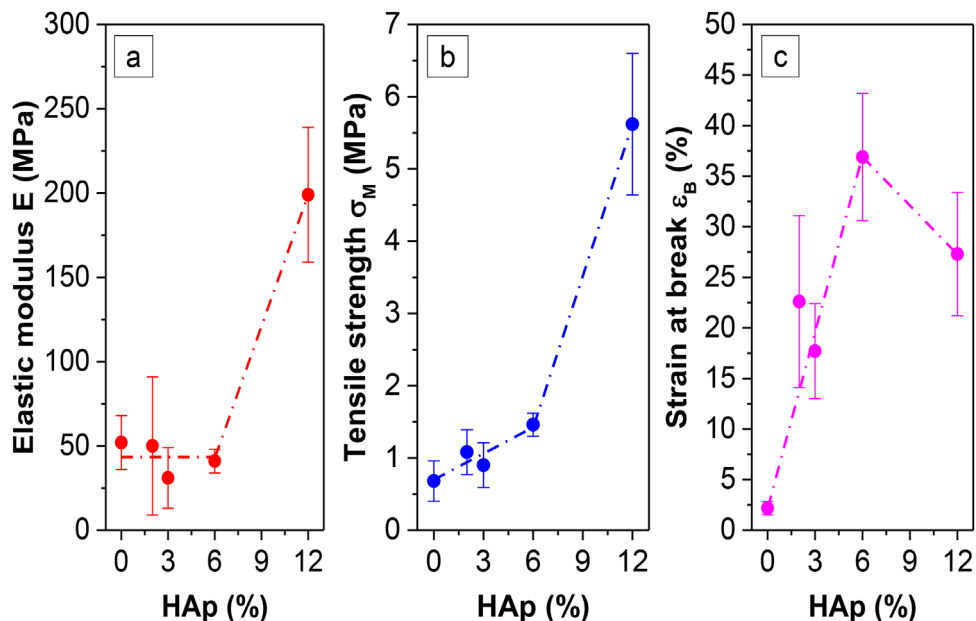 a
Elastic modulus E (MPa)
300
250
200
150
100
50
0
0 3 6 9 12
HAp (%)
b
Tensile strength σM (MPa)
7
6
5
4
3
2
1
0
0 3 6 9 12
HAp (%)
c
Strain at break εB (%)
50
45
40
35
30
25
20
15
10
5
0
0 3 6 9 12
HAp (%)